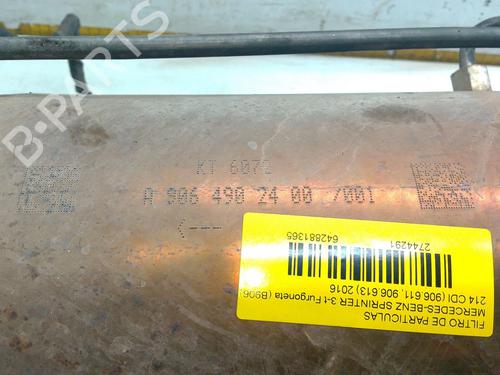 KT 6072
A 906 490 24 00 /001
<---
FILTRO DE PARTICULAS
MERCEDES-BENZ SPRINTER 3-t Furgoneta (B906)
214 CDI (906.611, 906.613) 2016
2744291
642881365
B-PARTS